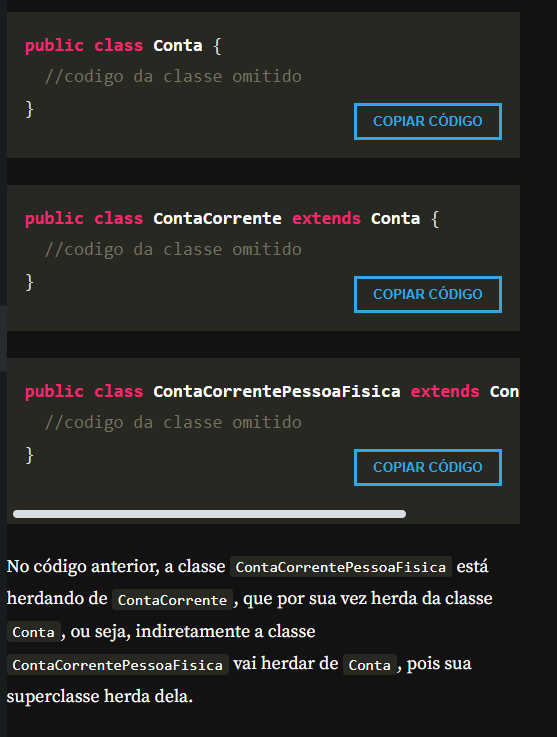 public class Conta {
//codigo da classe omitido
}
COPIAR CÓDIGO
public class ContaCorrente extends Conta {
//codigo da classe omitido
}
COPIAR CÓDIGO
public class ContaCorrentePessoaFisica extends Con
//codigo da classe omitido
}
COPIAR CÓDIGO
No código anterior, a classe ContaCorrentePessoaFisica está
herdando de ContaCorrente, que por sua vez herda da classe
Conta, ou seja, indiretamente a classe
ContaCorrentePessoaFisica vai herdar de Conta, pois sua
superclasse herda dela.